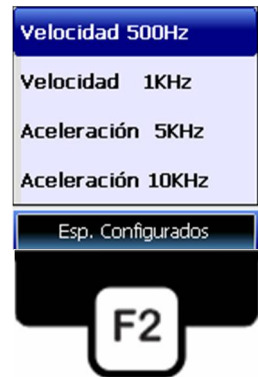 Velocidad 500Hz
Velocidad 1KHz
Aceleración 5KHz
Aceleración 10KHz
Esp. Configurados
F2